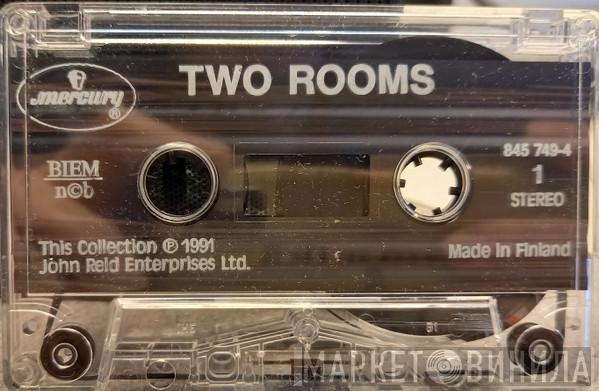 TWO ROOMS
mercury
®
BIEM
n©b
845 749-4
1
STEREO
This Collection ℗ 1991
John Reid Enterprises Ltd.
Made in Finland
МАРКЕТ ВИНИЛА